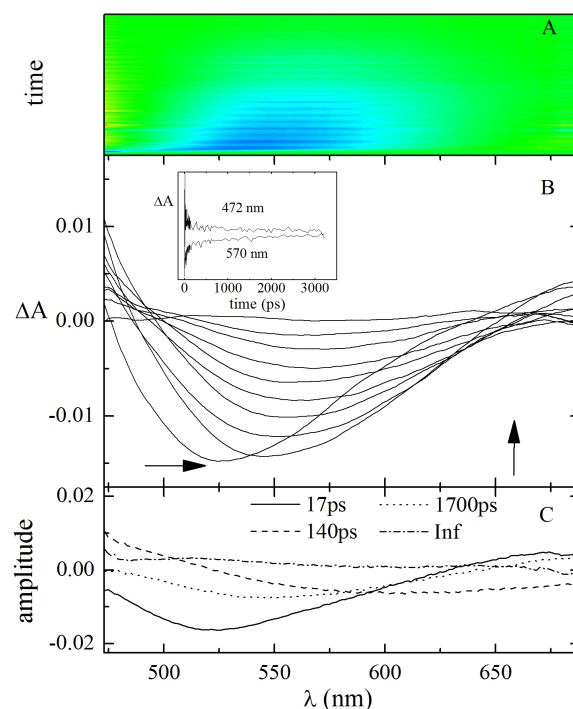 A
time
B
ΔA
472 nm
570 nm
0 1000 2000 3000
time (ps)
0.01
0.00
-0.01
ΔA
C
17ps 1700ps
140ps Inf
0.02
0.00
-0.02
amplitude
500 550 600 650
λ (nm)